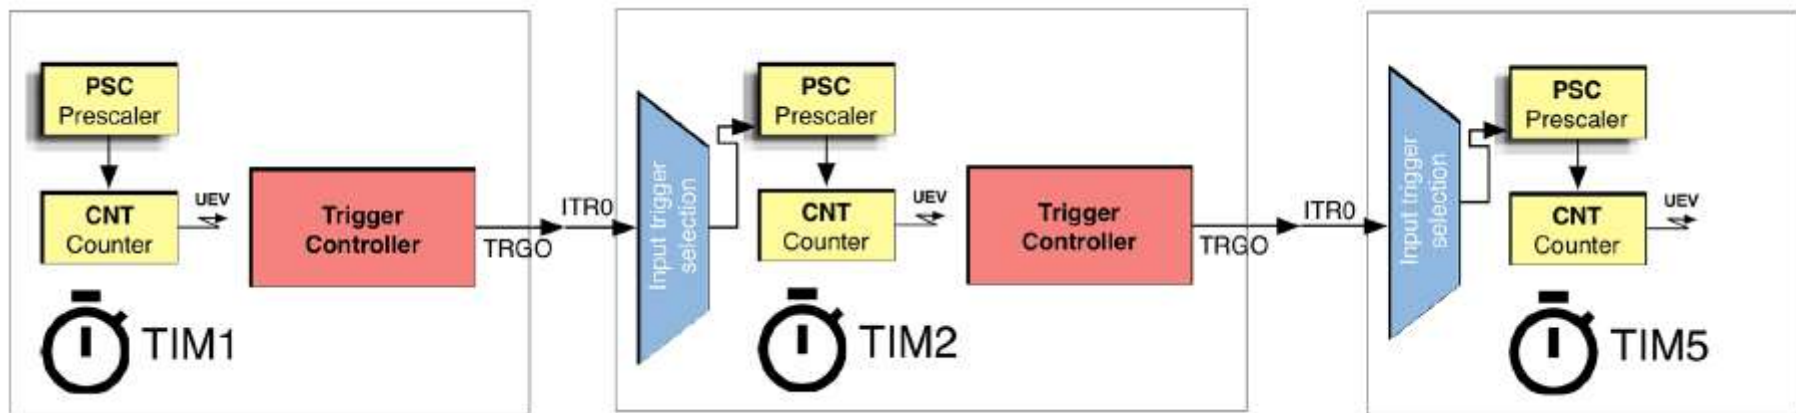 PSC
Prescaler
CNT
Counter
UEV
Trigger
Controller
TRGO
TIM1
ITR0
Input trigger
selection
PSC
Prescaler
CNT
Counter
UEV
Trigger
Controller
TRGO
TIM2
ITR0
Input trigger
selection
PSC
Prescaler
CNT
Counter
UEV
TIM5